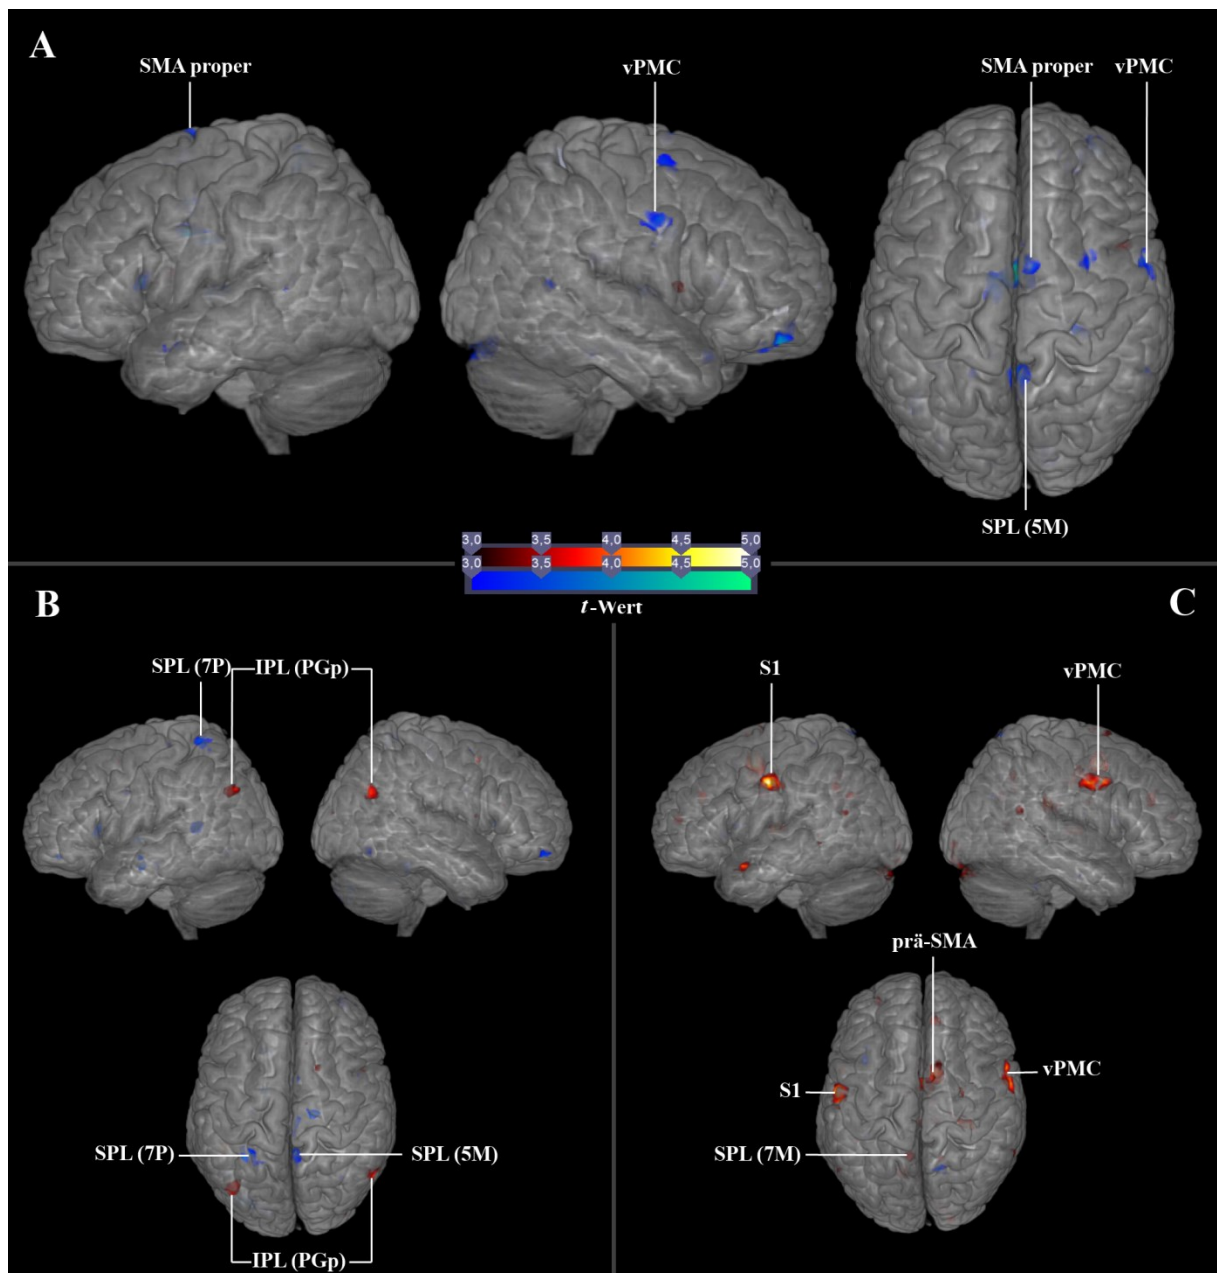 A
SMA proper
vPMC
SMA proper
vPMC
SPL (5M)
3,0 3,5 4,0 4,5 5,0
3,0 3,5 4,0 4,5 5,0
t-Wert
B
SPL (7P)
IPL (PGp)
SPL (7P)
SPL (5M)
IPL (PGp)
C
S1
vPMC
prä-SMA
S1
vPMC
SPL (7M)